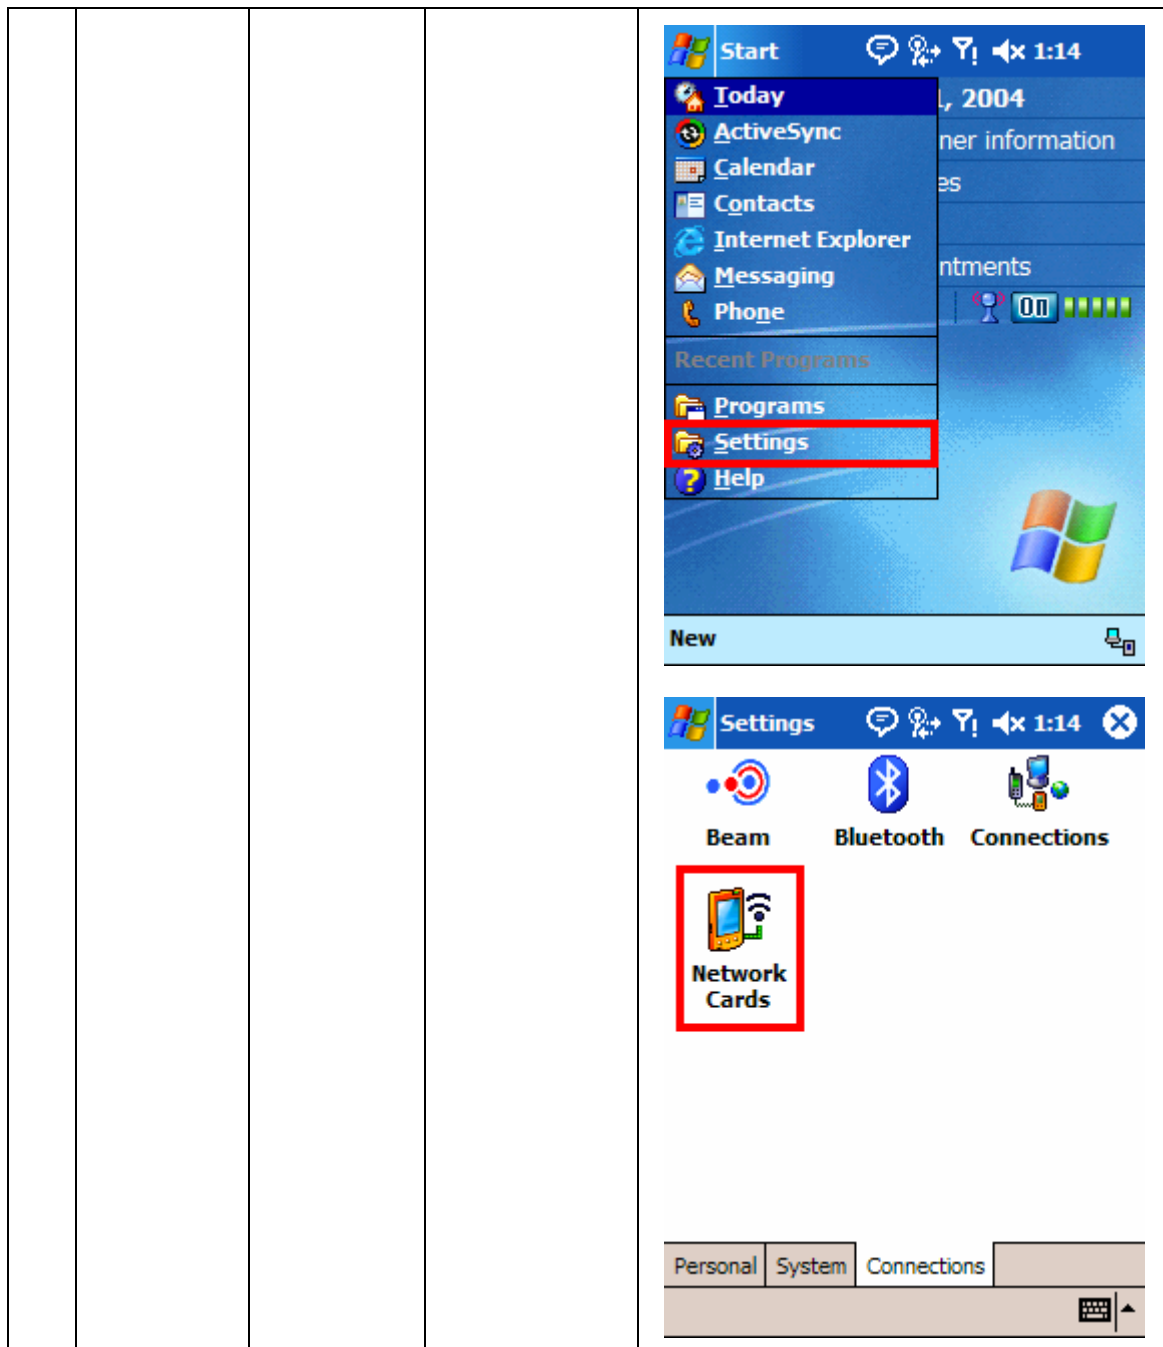 Start 1:14
Today
1, 2004
ActiveSync
ner information
Calendar
es
Contacts
Internet Explorer
Messaging
ntments
Phone
On
Recent Programs
Programs
Settings
Help
New
Settings 1:14
Beam Bluetooth Connections
Network
Cards
Personal System Connections